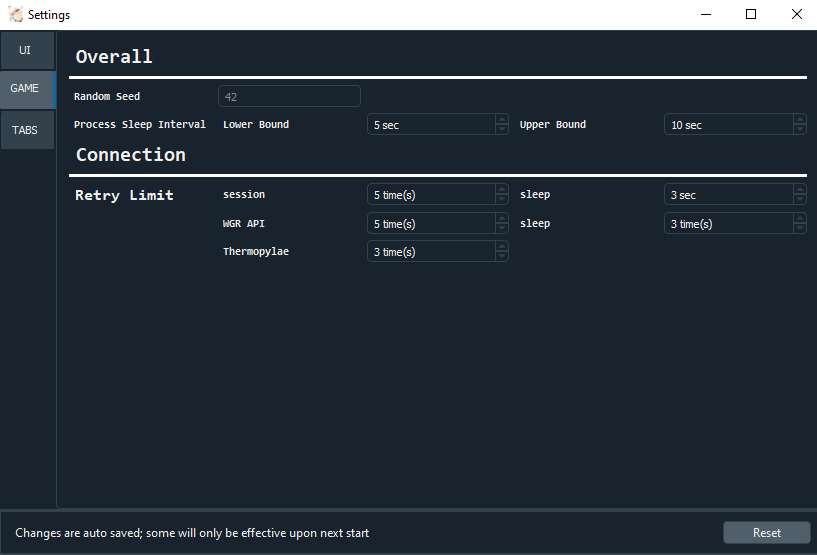 Settings
UI
GAME
TABS
Overall
Random Seed 42
Process Sleep Interval Lower Bound 5 sec Upper Bound 10 sec
Connection
Retry Limit session 5 time(s) sleep 3 sec
WGR API 5 time(s) sleep 3 time(s)
Thermopylae 3 time(s)
Changes are auto saved; some will only be effective upon next start Reset